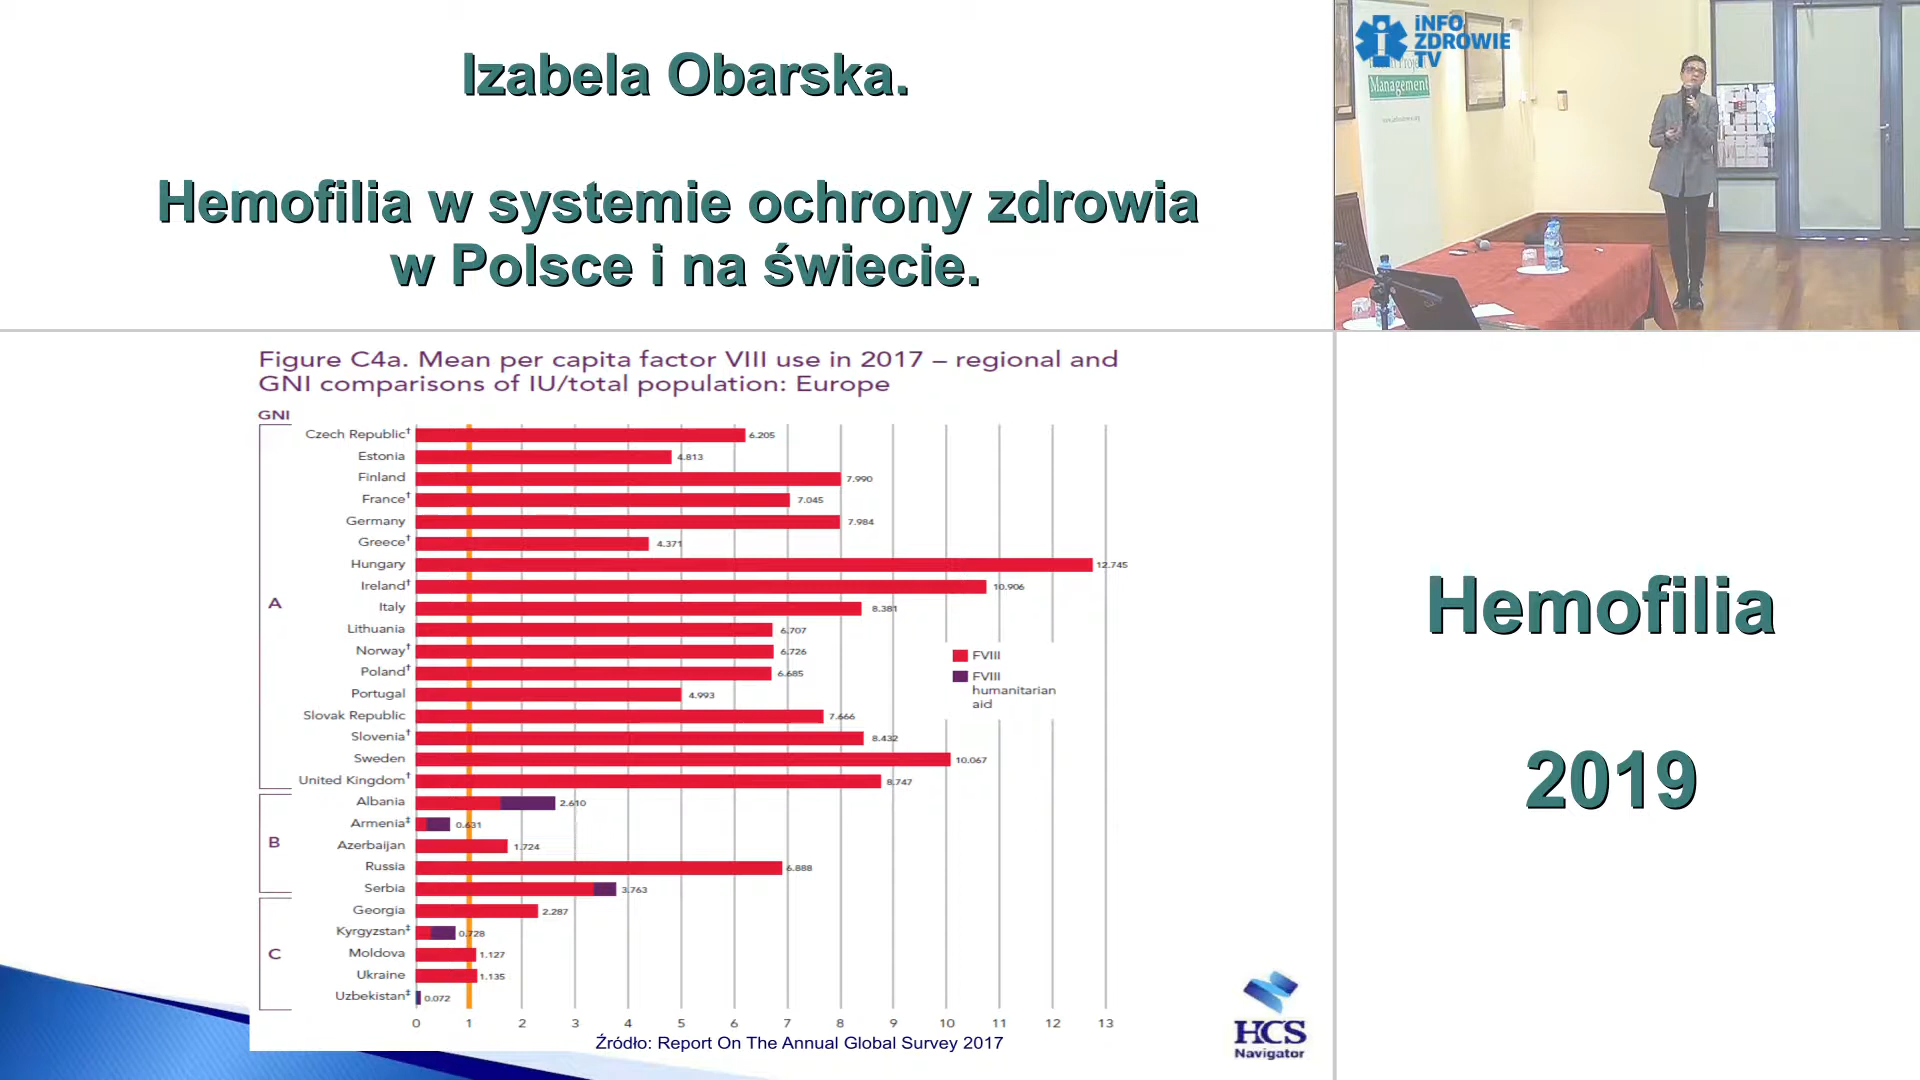 Izabela Obarska.
Hemofilia w systemie ochrony zdrowia
w Polsce i na świecie.
iNFO
ZDROWIE
TV
Management
Figure C4a. Mean per capita factor VIII use in 2017 – regional and
GNI comparisons of IU/total population: Europe
GNI
A
Czech Republic† 6.205
Estonia 4.813
Finland 7.990
France† 7.045
Germany 7.984
Greece† 4.371
Hungary 12.745
Ireland† 10.906
Italy 8.381
Lithuania 6.707
Norway† 6.726
Poland† 6.685
Portugal 4.993
Slovak Republic 7.666
Slovenia† 8.432
Sweden 10.067
United Kingdom† 8.747
B
Albania 2.610
Armenia‡ 0.631
Azerbaijan 1.724
Russia 6.888
Serbia 3.763
C
Georgia 2.287
Kyrgyzstan‡ 0.728
Moldova 1.127
Ukraine 1.135
Uzbekistan‡ 0.072
0 1 2 3 4 5 6 7 8 9 10 11 12 13
FVIII
FVIII
humanitarian
aid
Źródło: Report On The Annual Global Survey 2017
HCS
Navigator
Hemofilia
2019